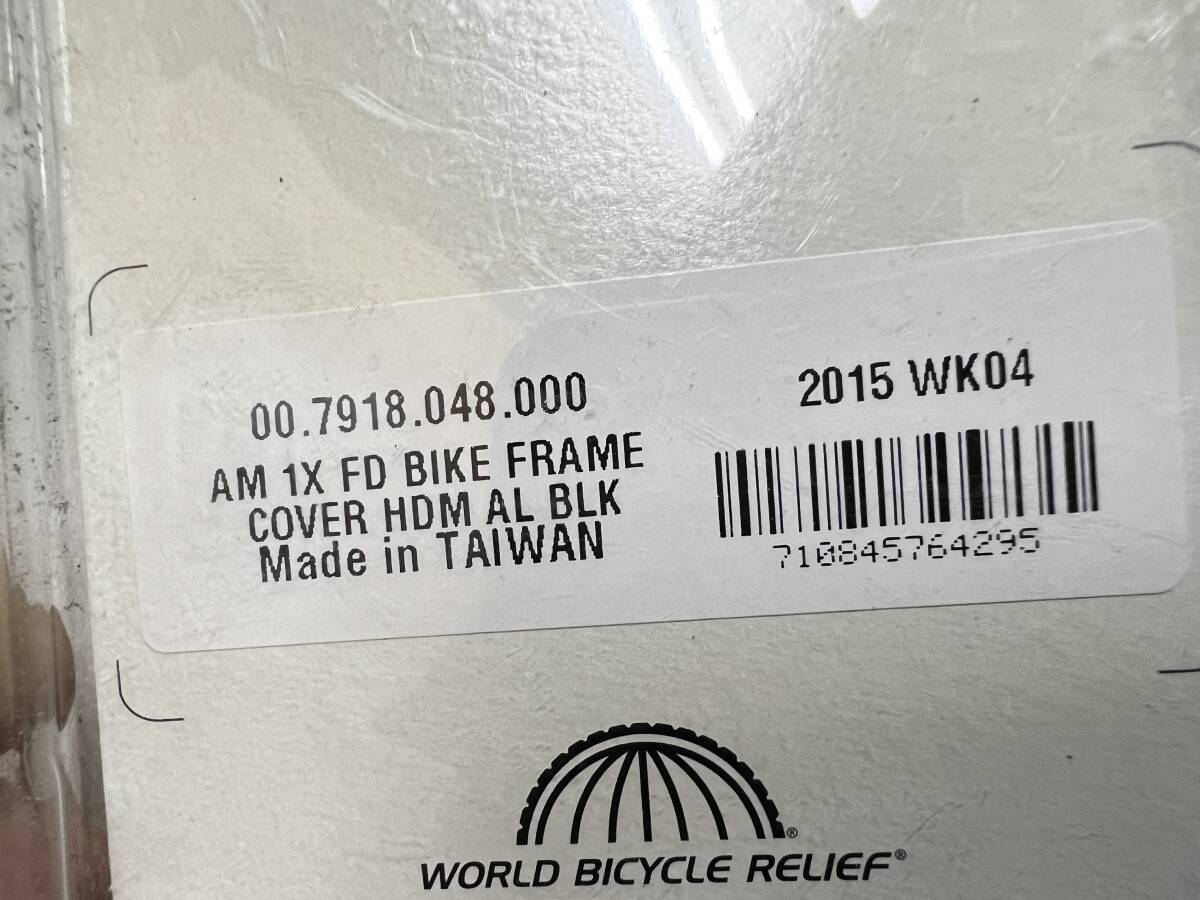 00.7918.048.000
AM 1X FD BIKE FRAME
COVER HDM AL BLK
Made in TAIWAN
2015 WK04
710845764295
WORLD BICYCLE RELIEF®